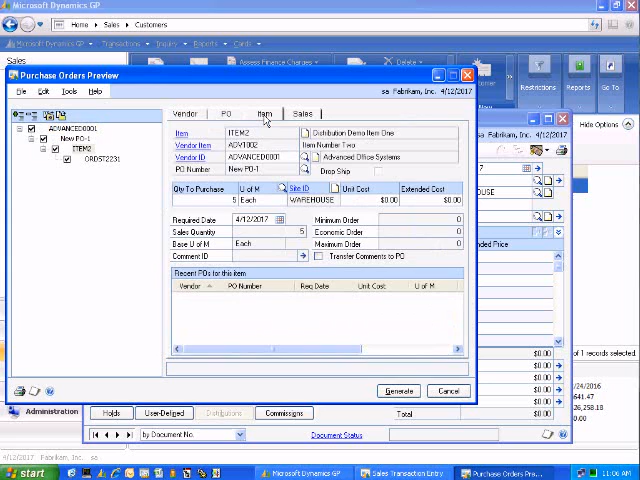 Microsoft Dynamics GP
Home Sales Customers
Microsoft Dynamics GP Transactions Inquiry Reports Cards
Sales
Assess Finance Charges
Restrictions Reports Go To
Hide Options
Purchase Orders Preview
File Edit Tools Help
sa Fabrikam, Inc. 4/12/2017
ADVANCED0001
New PO-1
ITEM2
ORDST2231
Vendor PO Item Sales
Item ITEM2 Distribution Demo Item One
Vendor Item ADV1002 Item Number Two
Vendor ID ADVANCED0001 Advanced Office Systems
PO Number New PO-1 Drop Ship
Qty To Purchase U of M Site ID Unit Cost Extended Cost
5 Each WAREHOUSE $0.00 $0.00
Required Date 4/12/2017 Minimum Order 0
Sales Quantity 5 Economic Order 0
Base U of M Each Maximum Order 0
Comment ID Transfer Comments to PO
Recent POs for this item
Vendor PO Number Req Date Unit Cost U of M
Generate Cancel
Fabrikam, Inc. 4/12/2017
$0.00
$0.00
$0.00
$0.00
$0.00
Total $0.00
of 1 records selected.
/24/2016
641.47
26,258.18
302.86
Administration
Holds User-Defined Distributions Commissions
by Document No. Document Status
4/12/2017 Fabrikam, Inc. sa
start Microsoft Dynamics GP Sales Transaction Entry Purchase Orders Prev... 11:06 AM